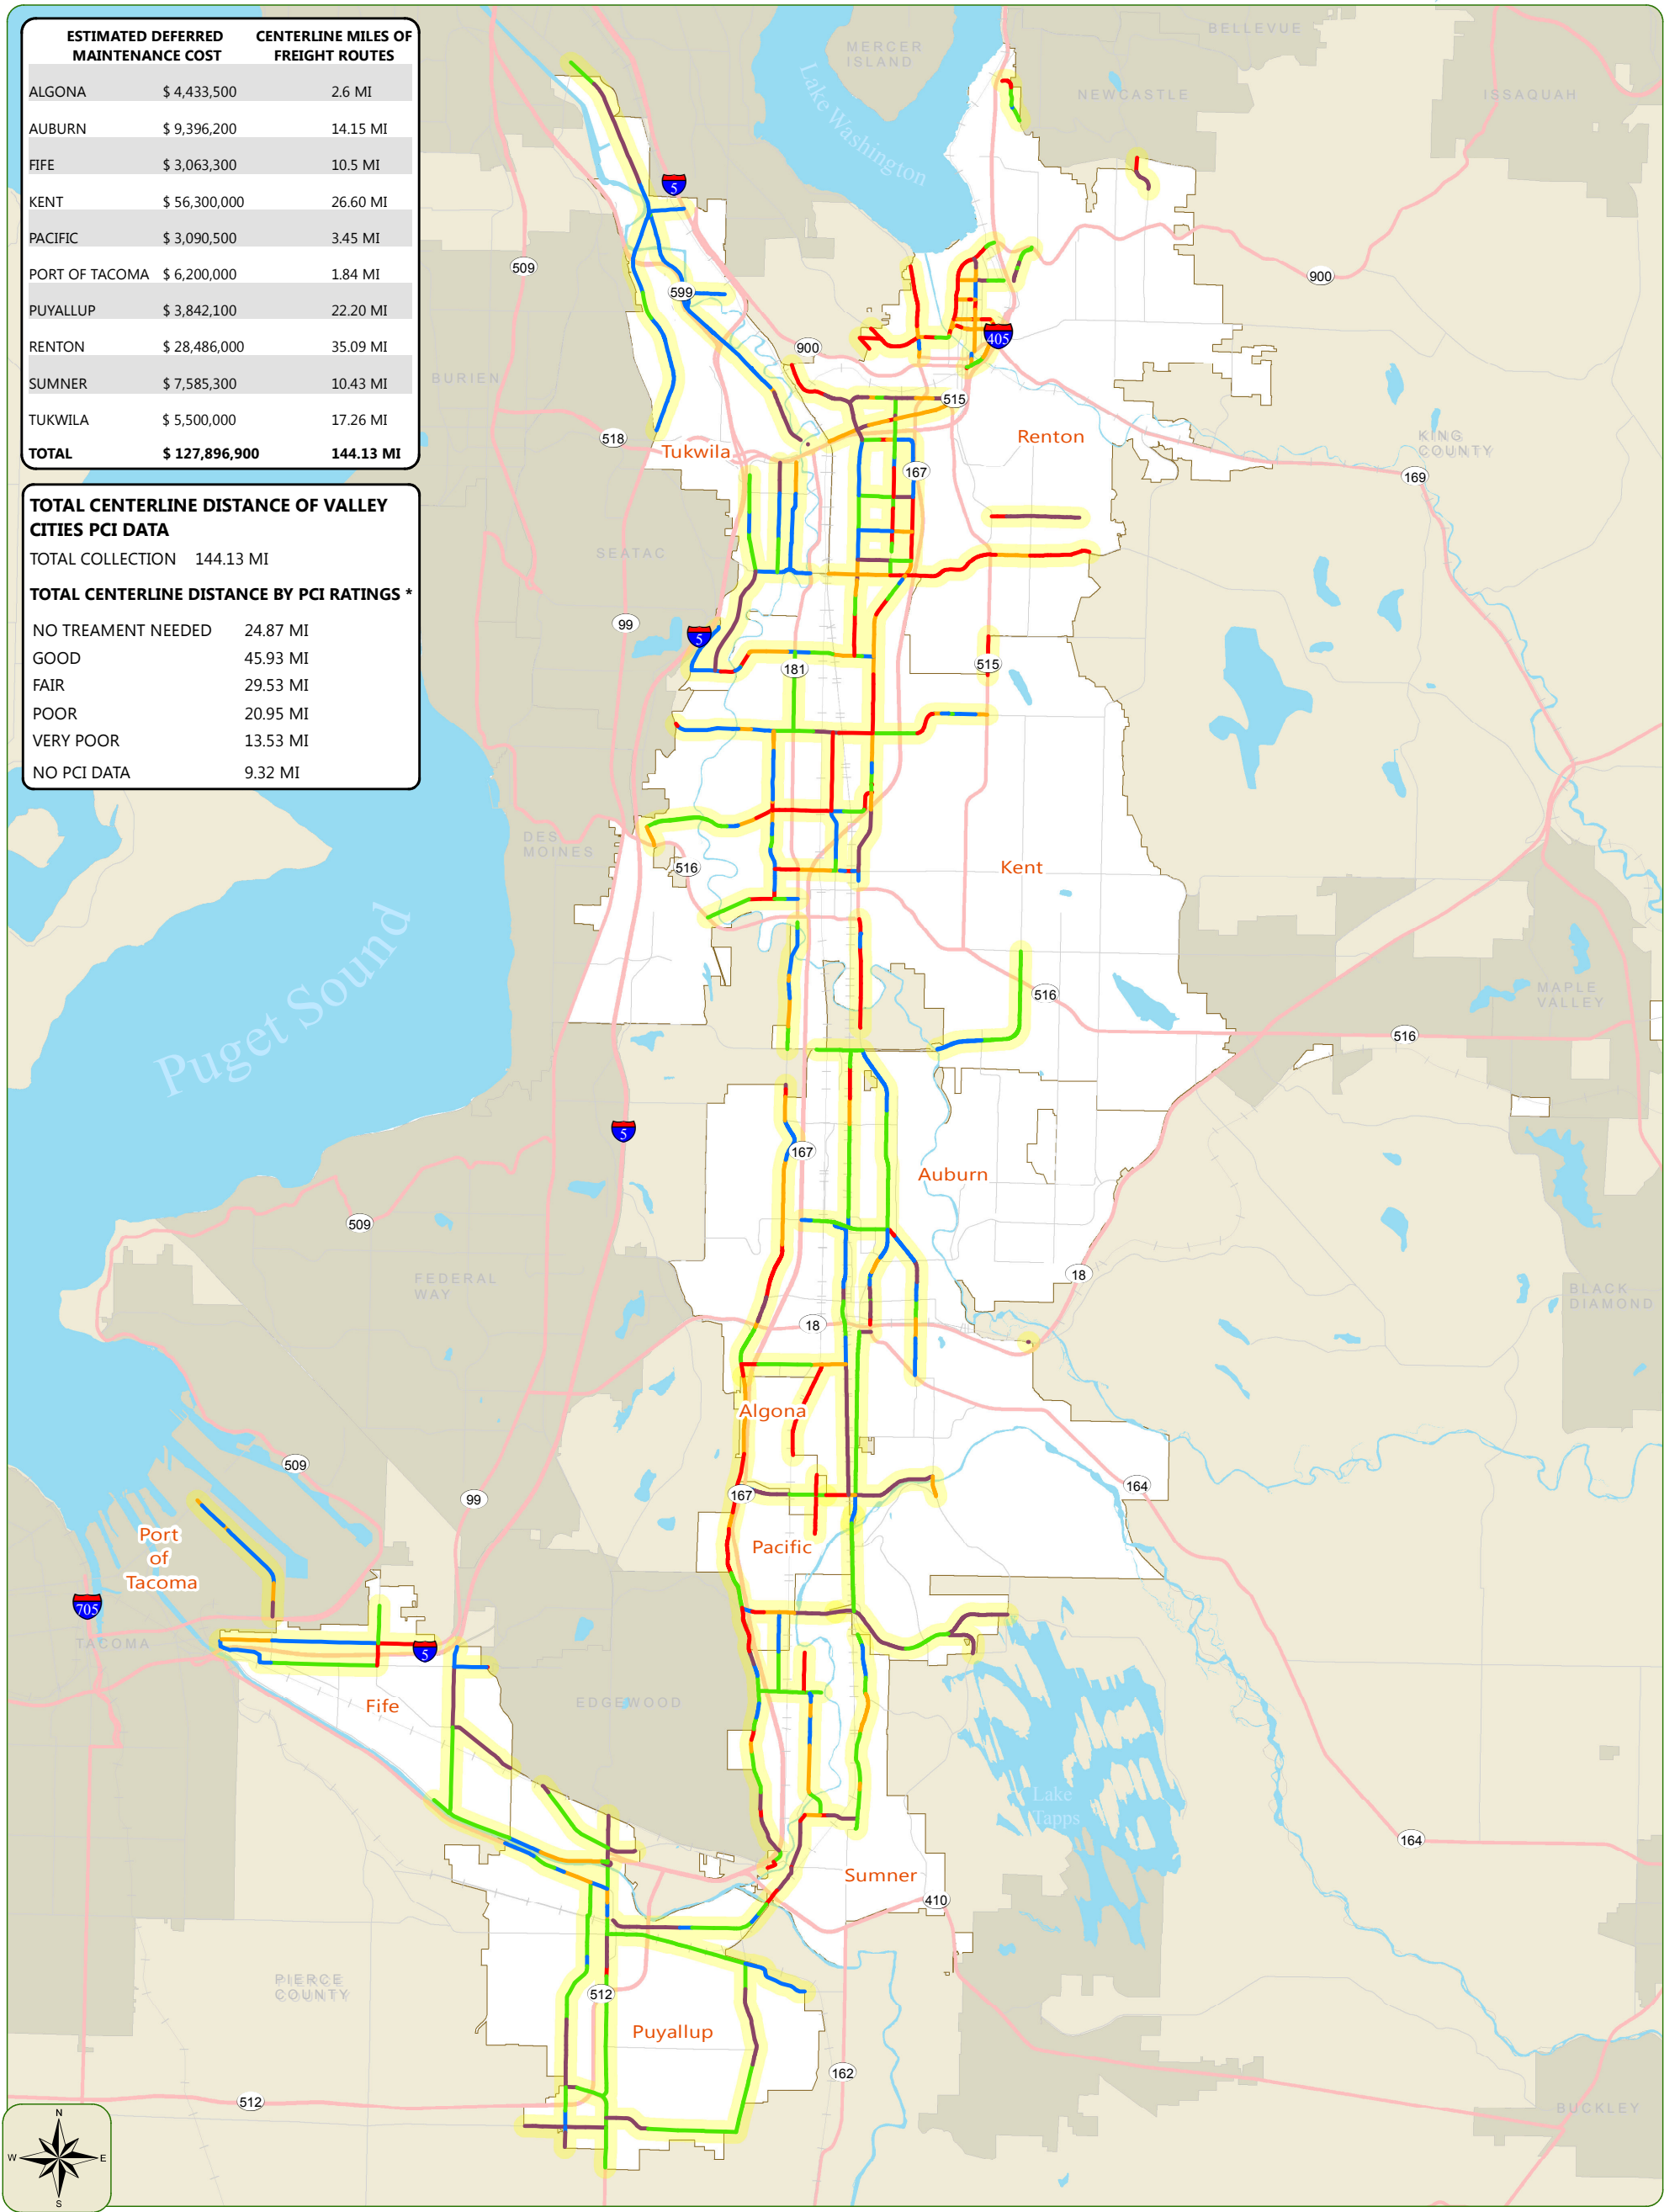 ESTIMATED DEFERRED MAINTENANCE COST CENTERLINE MILES OF FREIGHT ROUTES
ALGONA $ 4,433,500 2.6 MI
AUBURN $ 9,396,200 14.15 MI
FIFE $ 3,063,300 10.5 MI
KENT $ 56,300,000 26.60 MI
PACIFIC $ 3,090,500 3.45 MI
PORT OF TACOMA $ 6,200,000 1.84 MI
PUYALLUP $ 3,842,100 22.20 MI
RENTON $ 28,486,000 35.09 MI
SUMNER $ 7,585,300 10.43 MI
TUKWILA $ 5,500,000 17.26 MI
TOTAL $ 127,896,900 144.13 MI
TOTAL CENTERLINE DISTANCE OF VALLEY
CITIES PCI DATA
TOTAL COLLECTION 144.13 MI
TOTAL CENTERLINE DISTANCE BY PCI RATINGS *
NO TREAMENT NEEDED 24.87 MI
GOOD 45.93 MI
FAIR 29.53 MI
POOR 20.95 MI
VERY POOR 13.53 MI
NO PCI DATA 9.32 MI
BELLEVUE
MERCER
ISLAND
Lake Washington
NEWCASTLE
ISSAQUAH
5
509
900
599
405
900
BURIEN
515
518
Tukwila
Renton
KING
COUNTY
167
169
SEATAC
99
5
181
515
DES
MOINES
516
Kent
Puget Sound
516
MAPLE
VALLEY
516
5
167
Auburn
509
FEDERAL
WAY
18
BLACK
DIAMOND
18
Algona
509
99
167
164
Port
of
Tacoma
Pacific
705
TACOMA
5
Fife
EDGEWOOD
Lake
Tapps
164
Sumner
410
PIERCE
COUNTY
512
Puyallup
162
512
BUCKLEY
N
W E
S